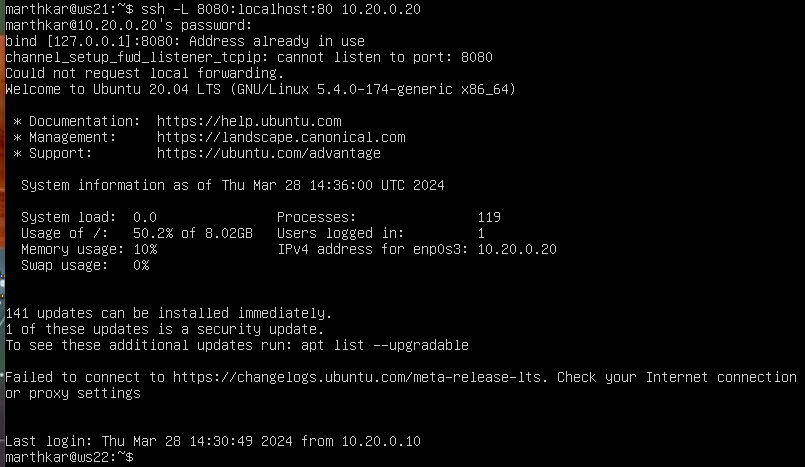 marthkar@ws21:~$ ssh -L 8080:localhost:80 10.20.0.20
marthkar@10.20.0.20's password:
bind [127.0.0.1]:8080: Address already in use
channel_setup_fwd_listener_tcpip: cannot listen to port: 8080
Could not request local forwarding.
Welcome to Ubuntu 20.04 LTS (GNU/Linux 5.4.0-174-generic x86_64)
* Documentation:  https://help.ubuntu.com
* Management:     https://landscape.canonical.com
* Support:        https://ubuntu.com/advantage
System information as of Thu Mar 28 14:36:00 UTC 2024
System load:  0.0                Processes:               119
Usage of /:   50.2% of 8.02GB   Users logged in:         1
Memory usage: 10%                IPv4 address for enp0s3: 10.20.0.20
Swap usage:   0%
141 updates can be installed immediately.
1 of these updates is a security update.
To see these additional updates run: apt list --upgradable
Failed to connect to https://changelogs.ubuntu.com/meta-release-lts. Check your Internet connection
or proxy settings
Last login: Thu Mar 28 14:30:49 2024 from 10.20.0.10
marthkar@ws22:~$